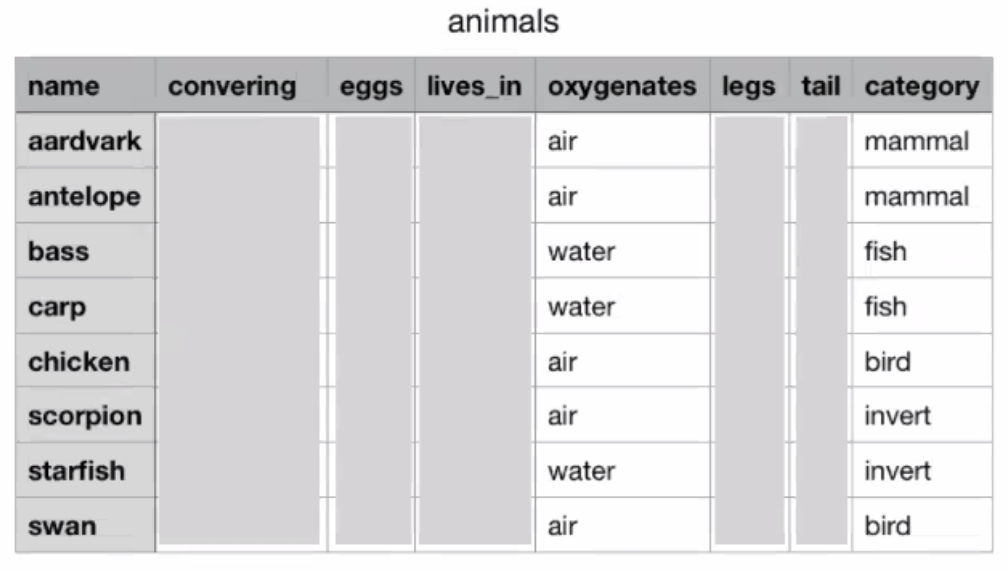 animals
name convering eggs lives_in oxygenates legs tail category
aardvark air mammal
antelope air mammal
bass water fish
carp water fish
chicken air bird
scorpion air invert
starfish water invert
swan air bird